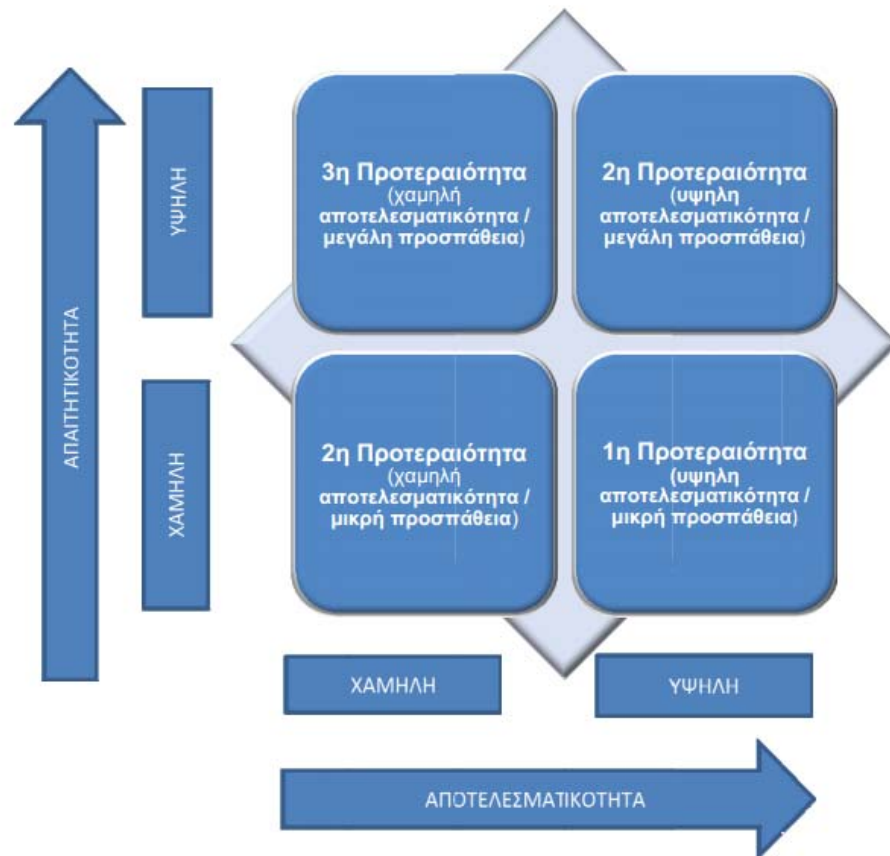 ΑΠΑΙΤΗΤΙΚΟΤΗΤΑ
ΥΨΗΛΗ
ΧΑΜΗΛΗ
3η Προτεραιότητα
(χαμηλή
αποτελεσματικότητα /
μεγάλη προσπάθεια)
2η Προτεραιότητα
(υψηλη
αποτελεσματικότητα /
μεγάλη προσπάθεια)
2η Προτεραιότητα
(χαμηλή
αποτελεσματικότητα /
μικρή προσπάθεια)
1η Προτεραιότητα
(υψηλη
αποτελεσματικότητα /
μικρή προσπάθεια)
ΧΑΜΗΛΗ
ΥΨΗΛΗ
ΑΠΟΤΕΛΕΣΜΑΤΙΚΟΤΗΤΑ